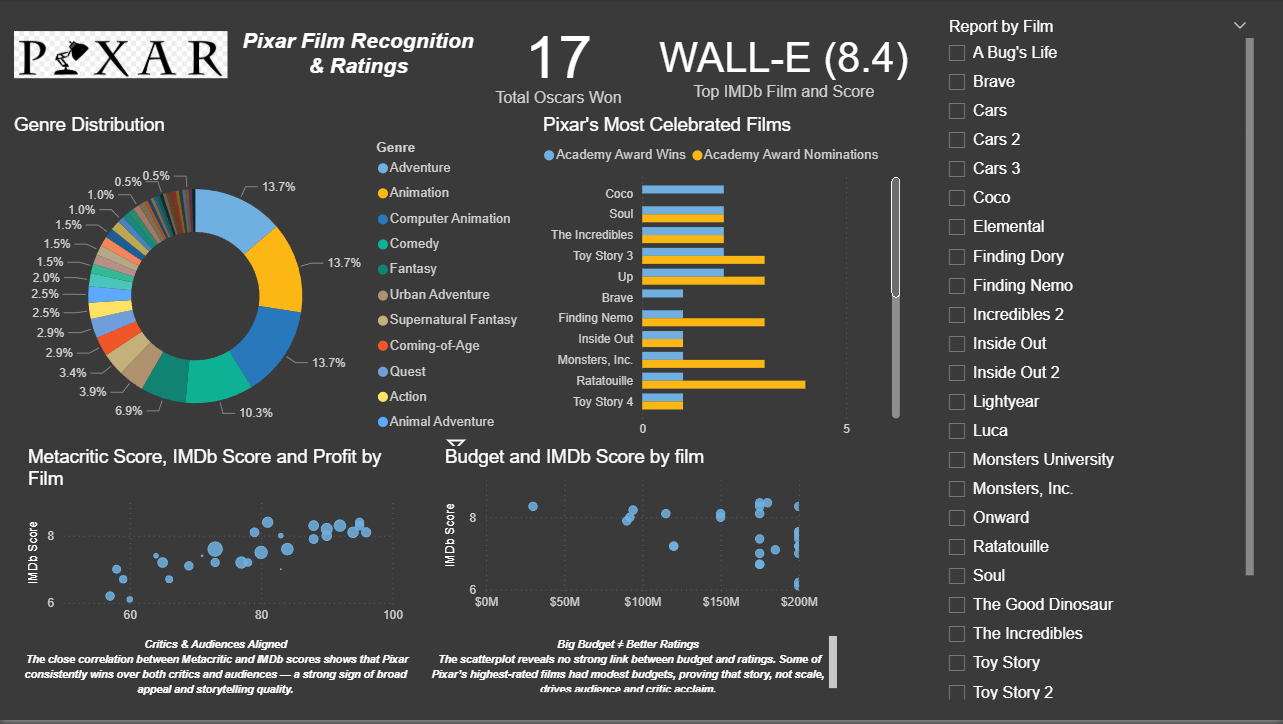 PIXAR
Pixar Film Recognition
& Ratings
17
Total Oscars Won
WALL-E (8.4)
Top IMDb Film and Score
Genre Distribution
13.7%
13.7%
13.7%
10.3%
6.9%
3.9%
3.4%
2.9%
2.9%
2.5%
2.5%
2.0%
1.5%
1.5%
1.5%
1.0%
1.0%
0.5%
0.5%
Genre
Adventure
Animation
Computer Animation
Comedy
Fantasy
Urban Adventure
Supernatural Fantasy
Coming-of-Age
Quest
Action
Animal Adventure
Pixar's Most Celebrated Films
Academy Award Wins Academy Award Nominations
Coco
Soul
The Incredibles
Toy Story 3
Up
Brave
Finding Nemo
Inside Out
Monsters, Inc.
Ratatouille
Toy Story 4
0 5
Metacritic Score, IMDb Score and Profit by
Film
IMDb Score
8
6
60 80 100
Critics & Audiences Aligned
The close correlation between Metacritic and IMDb scores shows that Pixar
consistently wins over both critics and audiences — a strong sign of broad
appeal and storytelling quality.
Budget and IMDb Score by film
IMDb Score
8
6
$0M $50M $100M $150M $200M
Big Budget ≠ Better Ratings
The scatterplot reveals no strong link between budget and ratings. Some of
Pixar's highest-rated films had modest budgets, proving that story, not scale,
drives audience and critic acclaim.
Report by Film
A Bug's Life
Brave
Cars
Cars 2
Cars 3
Coco
Elemental
Finding Dory
Finding Nemo
Incredibles 2
Inside Out
Inside Out 2
Lightyear
Luca
Monsters University
Monsters, Inc.
Onward
Ratatouille
Soul
The Good Dinosaur
The Incredibles
Toy Story
Toy Story 2